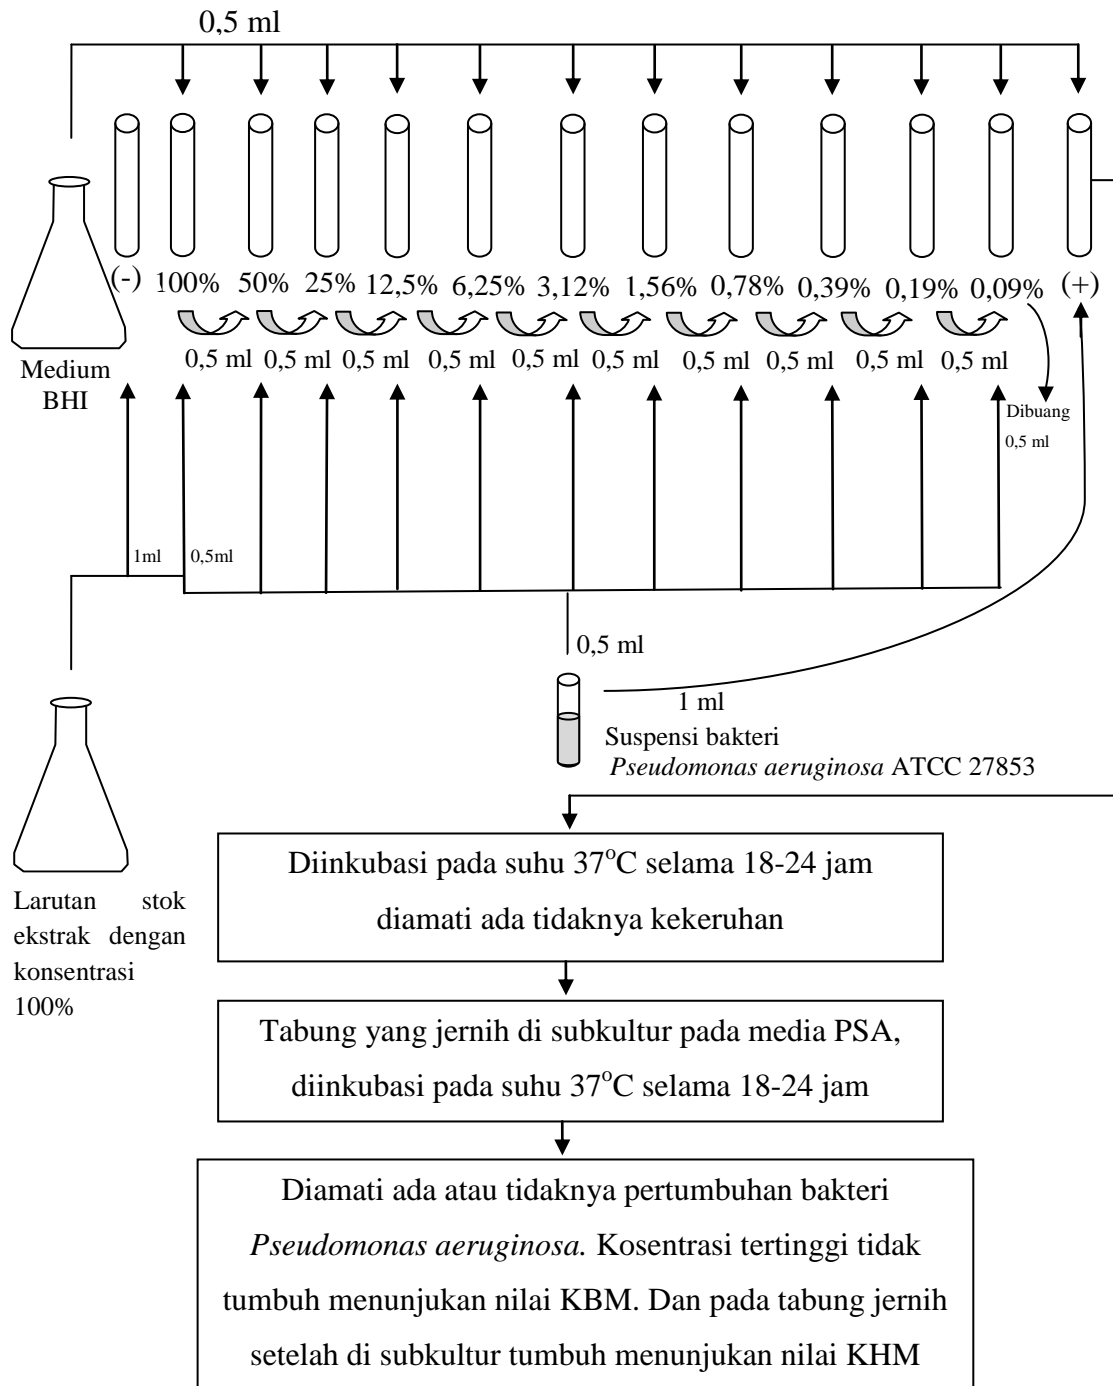 0,5 ml
(-) 100% 50% 25% 12,5% 6,25% 3,12% 1,56% 0,78% 0,39% 0,19% 0,09% (+)
0,5 ml 0,5 ml 0,5 ml 0,5 ml 0,5 ml 0,5 ml 0,5 ml 0,5 ml 0,5 ml 0,5 ml
Medium
BHI
Dibuang
0,5 ml
1ml
0,5ml
0,5 ml
1 ml
Suspensi bakteri
Pseudomonas aeruginosa ATCC 27853
Larutan stok
ekstrak dengan
konsentrasi
100%
Diinkubasi pada suhu 37°C selama 18-24 jam
diamati ada tidaknya kekeruhan
Tabung yang jernih di subkultur pada media PSA,
diinkubasi pada suhu 37°C selama 18-24 jam
Diamati ada atau tidaknya pertumbuhan bakteri
Pseudomonas aeruginosa. Kosentrasi tertinggi tidak
tumbuh menunjukan nilai KBM. Dan pada tabung jernih
setelah di subkultur tumbuh menunjukan nilai KHM